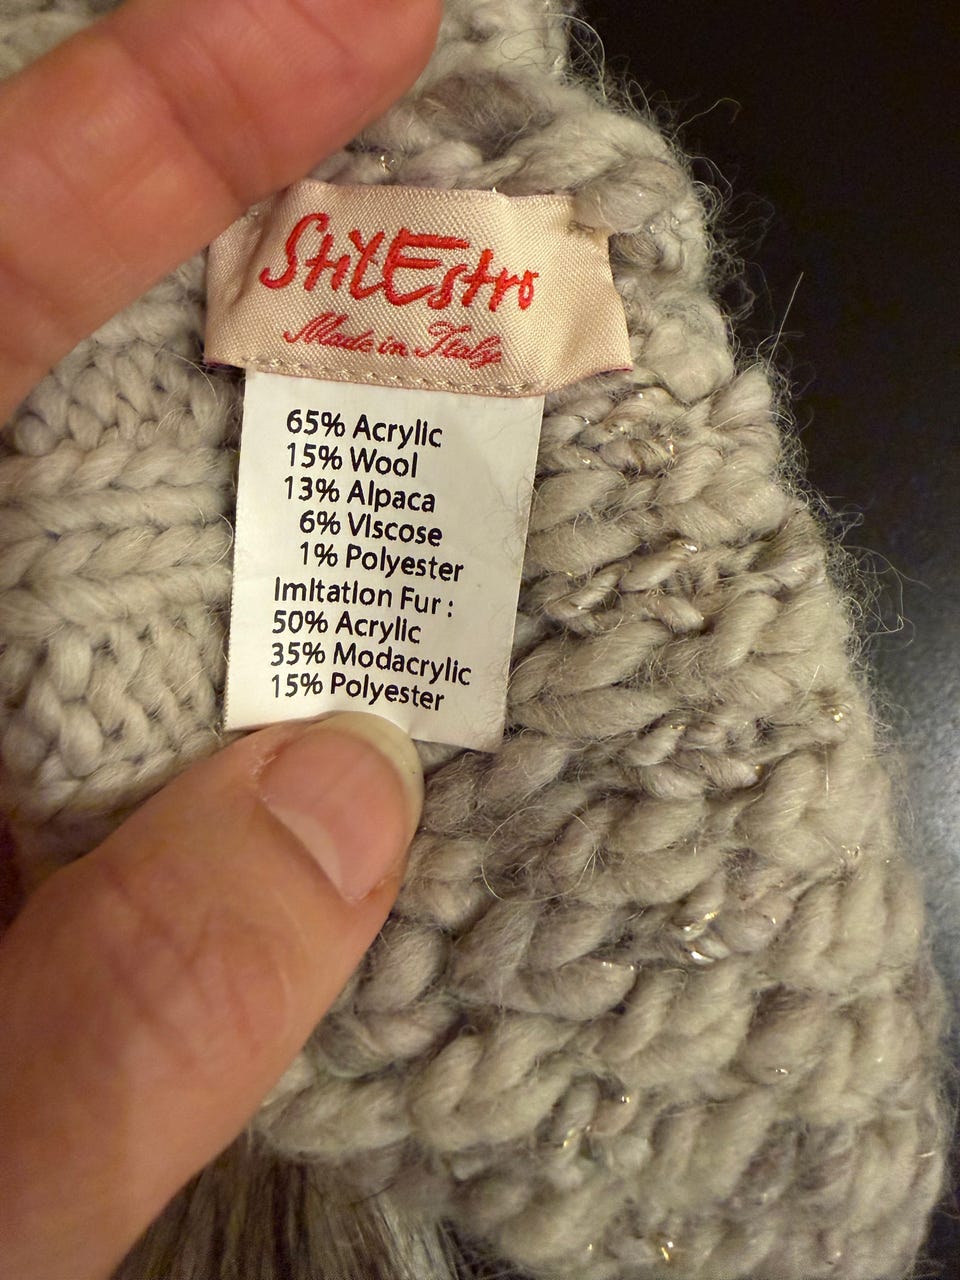 StilEstro
Made in Italy
65% Acrylic
15% Wool
13% Alpaca
6% Viscose
1% Polyester
Imitation Fur :
50% Acrylic
35% Modacrylic
15% Polyester